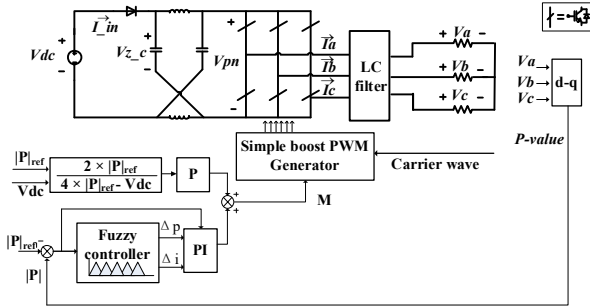 I_in
Vdc
+
-
Vz_c
+
-
Vpn
+
-
Ia
Ib
Ic
LC
filter
+ Va -
+ Vb -
+ Vc -
Va
Vb
Vc
d-q
P-value
Simple boost PWM
Generator
Carrier wave
M
|P|ref
Vdc
2 × |P|ref
4 × |P|ref - Vdc
P
+
+
|P|ref
-
|P|
Fuzzy
controller
Δ p
Δ i
PI